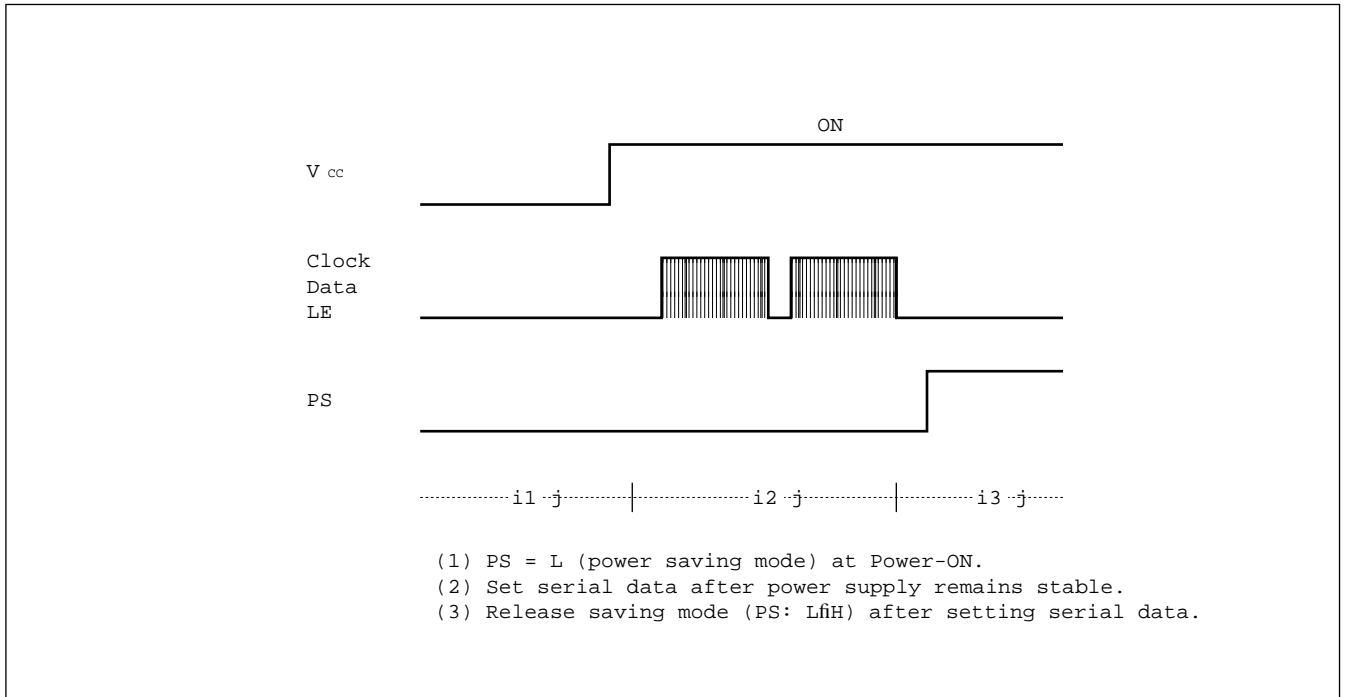 ON
V cc
Clock
Data
LE
PS
i1 j i2 j i3 j
(1) PS = L (power saving mode) at Power-ON.
(2) Set serial data after power supply remains stable.
(3) Release saving mode (PS: LfiH) after setting serial data.